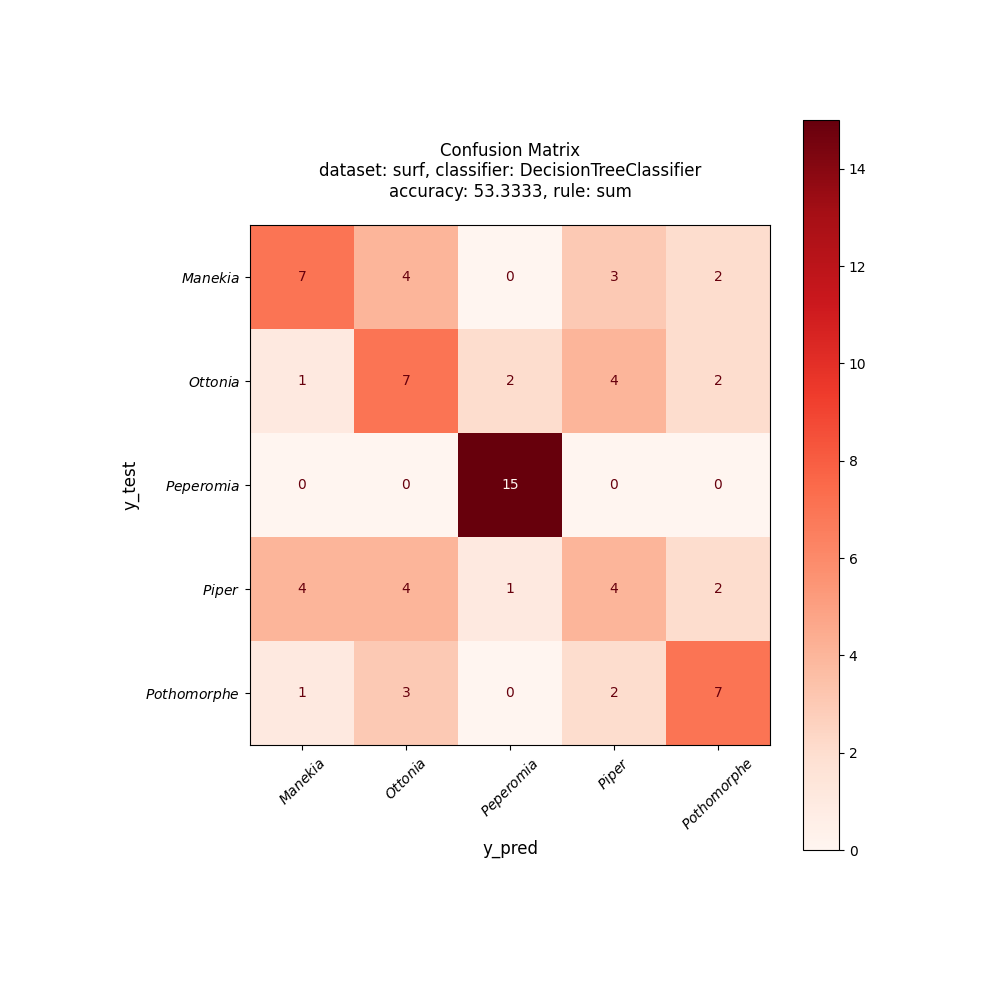 Confusion Matrix
dataset: surf, classifier: DecisionTreeClassifier
accuracy: 53.3333, rule: sum
14
12
10
8
6
4
2
0
y_test
Manekia 7 4 0 3 2
Ottonia 1 7 2 4 2
Peperomia 0 0 15 0 0
Piper 4 4 1 4 2
Pothomorphe 1 3 0 2 7
Manekia Ottonia Peperomia Piper Pothomorphe
y_pred